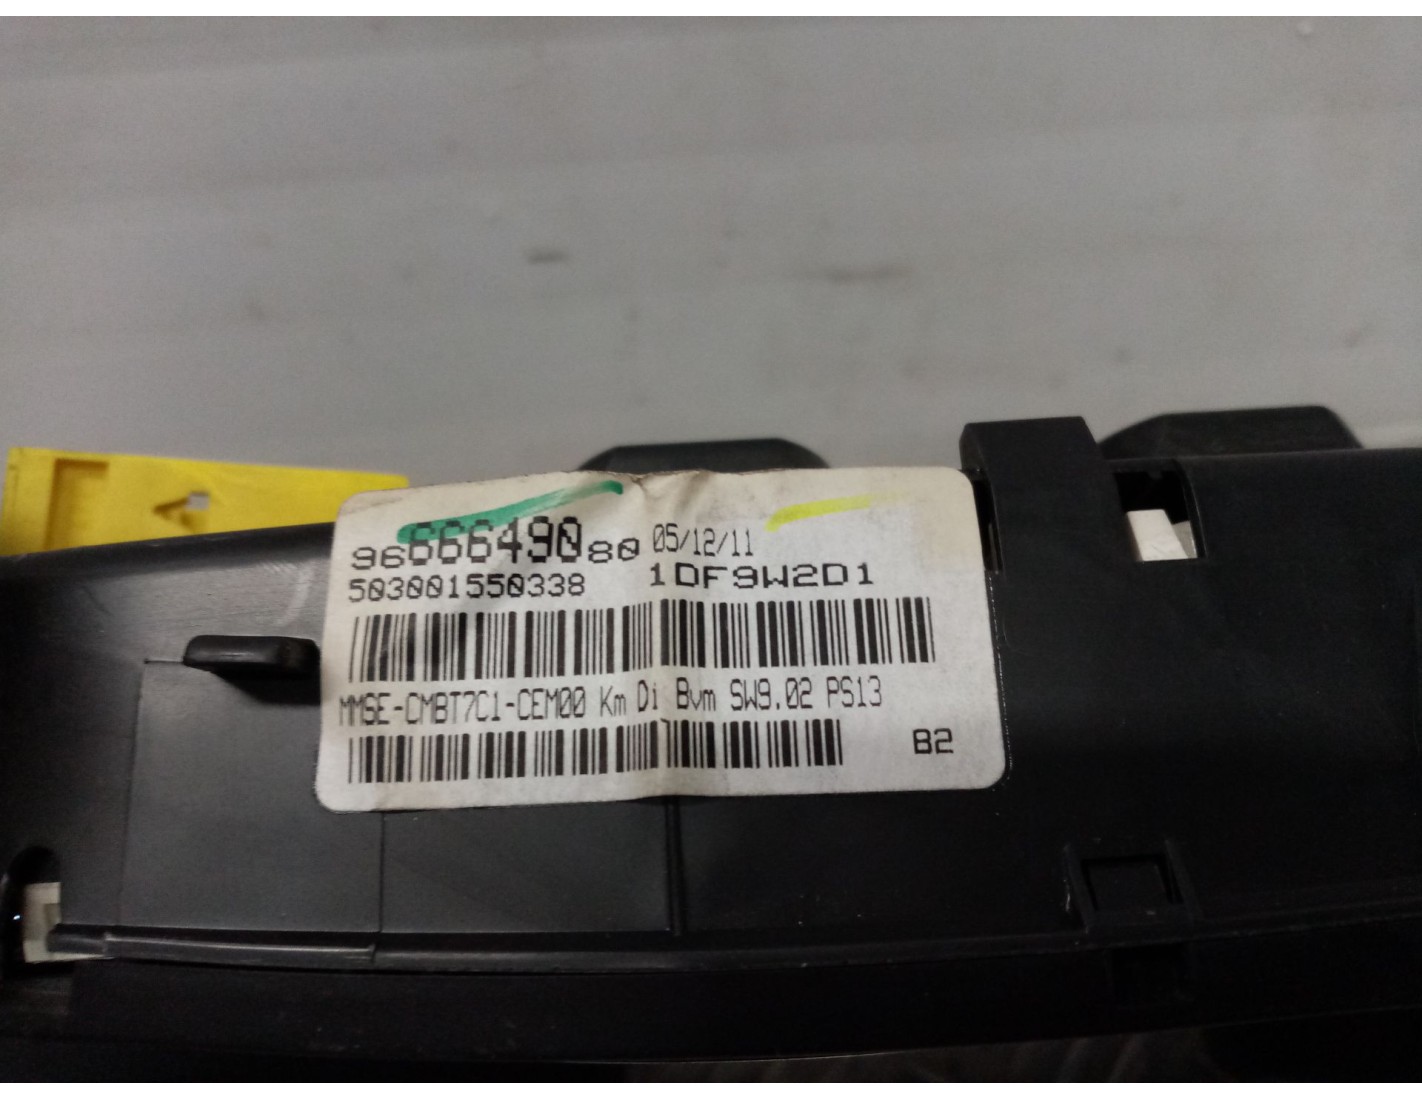 9666649080 05/12/11
503001550338 1DF9W2D1
MMSE-CMBT7C1-CEM00 Km Di Bvm SW9.02 PS13
B2